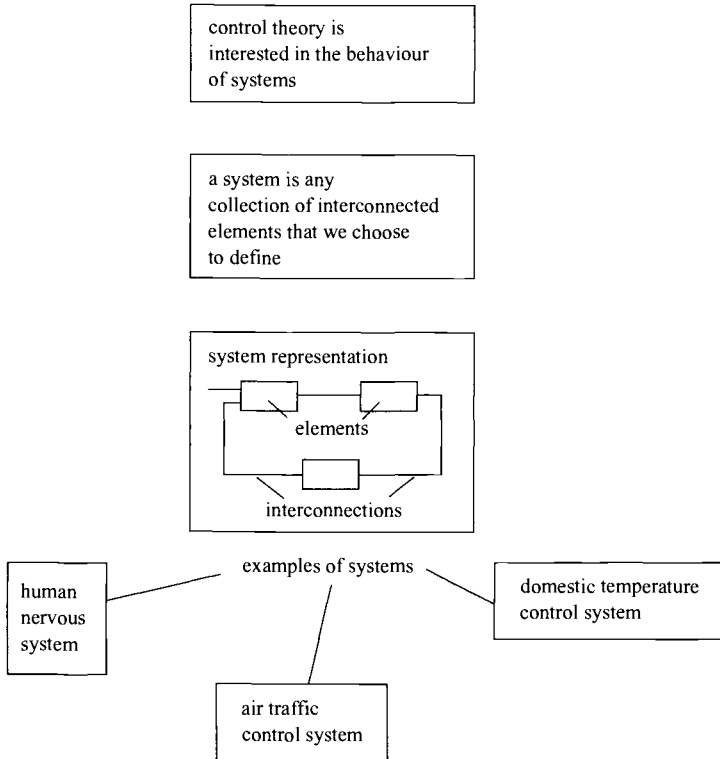 control theory is
interested in the behaviour
of systems
a system is any
collection of interconnected
elements that we choose
to define
system representation
elements
interconnections
examples of systems
human
nervous
system
domestic temperature
control system
air traffic
control system